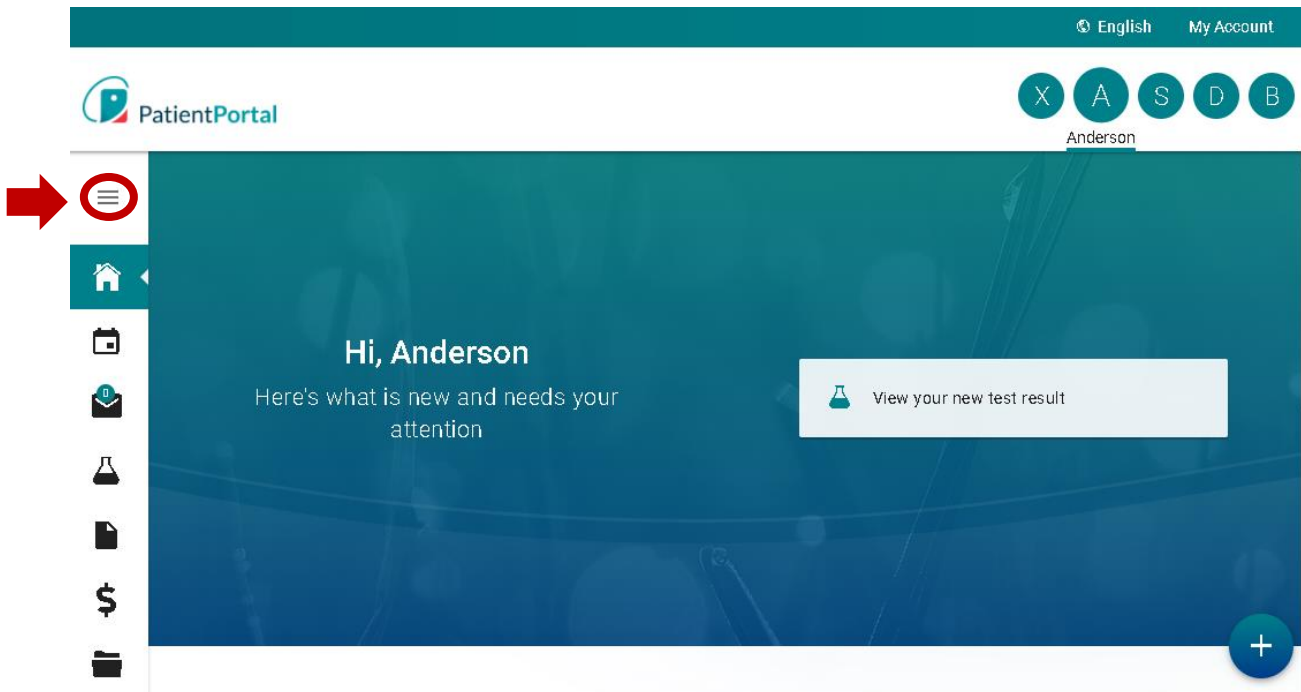 English My Account
PatientPortal
X A S D B
Anderson
Hi, Anderson
Here's what is new and needs your
attention
View your new test result
0
$
+